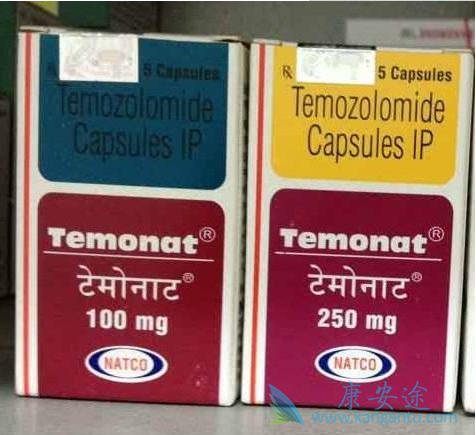 ℞ 5 Capsules
Temozolomide
Capsules IP
Temonat®
टेमोनाट®
100 mg
NATCO
℞ 5 Capsules
Temozolomide
Capsules IP
Temonat®
टेमोनाट®
250 mg
NATCO
康安途
www.kangantu.com